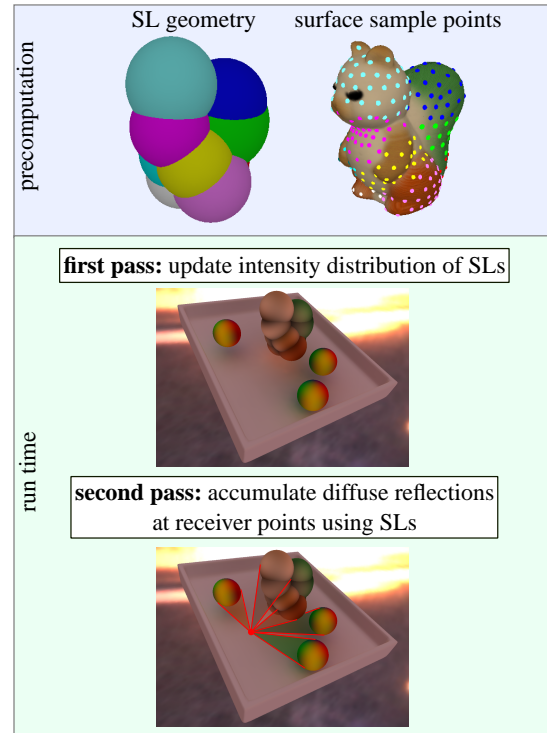 SL geometry
surface sample points
precomputation
first pass: update intensity distribution of SLs
run time
second pass: accumulate diffuse reflections
at receiver points using SLs